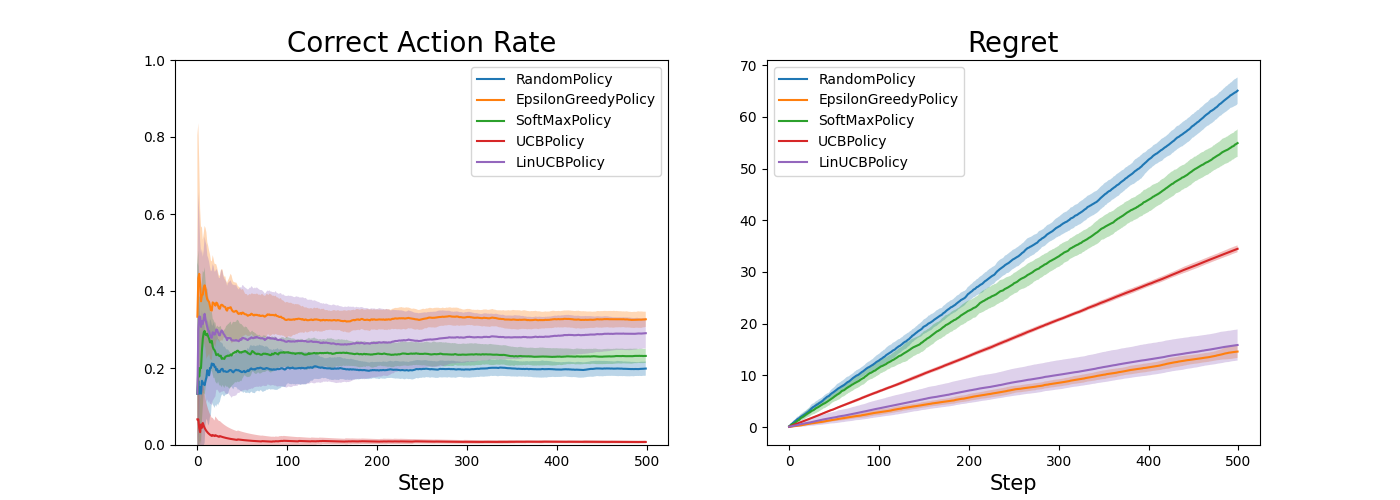 Correct Action Rate
1.0
0.8
0.6
0.4
0.2
0.0
RandomPolicy
EpsilonGreedyPolicy
SoftMaxPolicy
UCBPolicy
LinUCBPolicy
0 100 200 300 400 500
Step
Regret
70
60
50
40
30
20
10
0
RandomPolicy
EpsilonGreedyPolicy
SoftMaxPolicy
UCBPolicy
LinUCBPolicy
0 100 200 300 400 500
Step